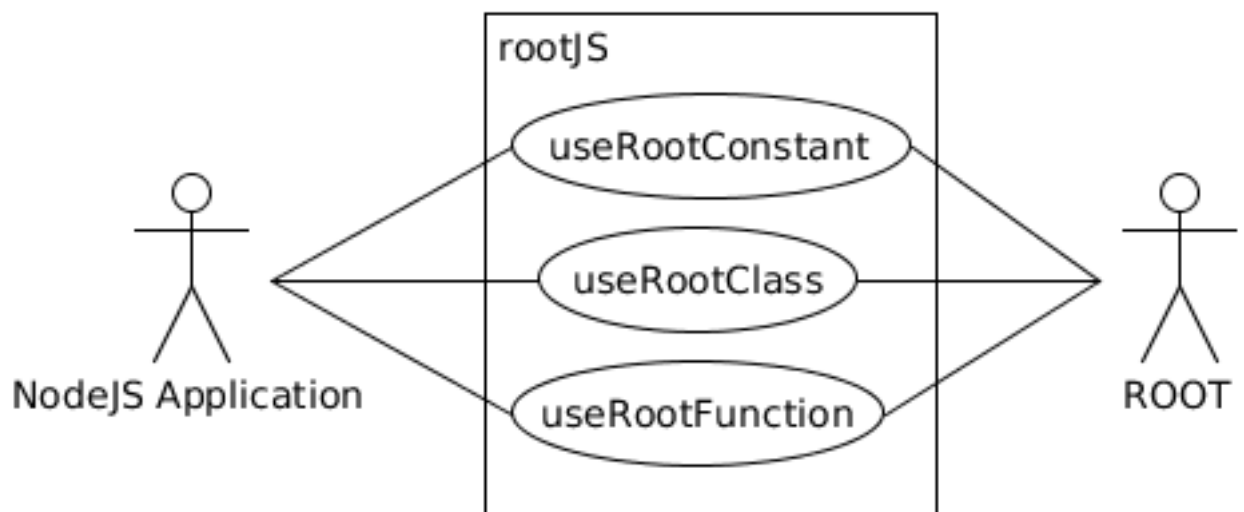 rootJS
useRootConstant
useRootClass
useRootFunction
NodeJS Application
ROOT